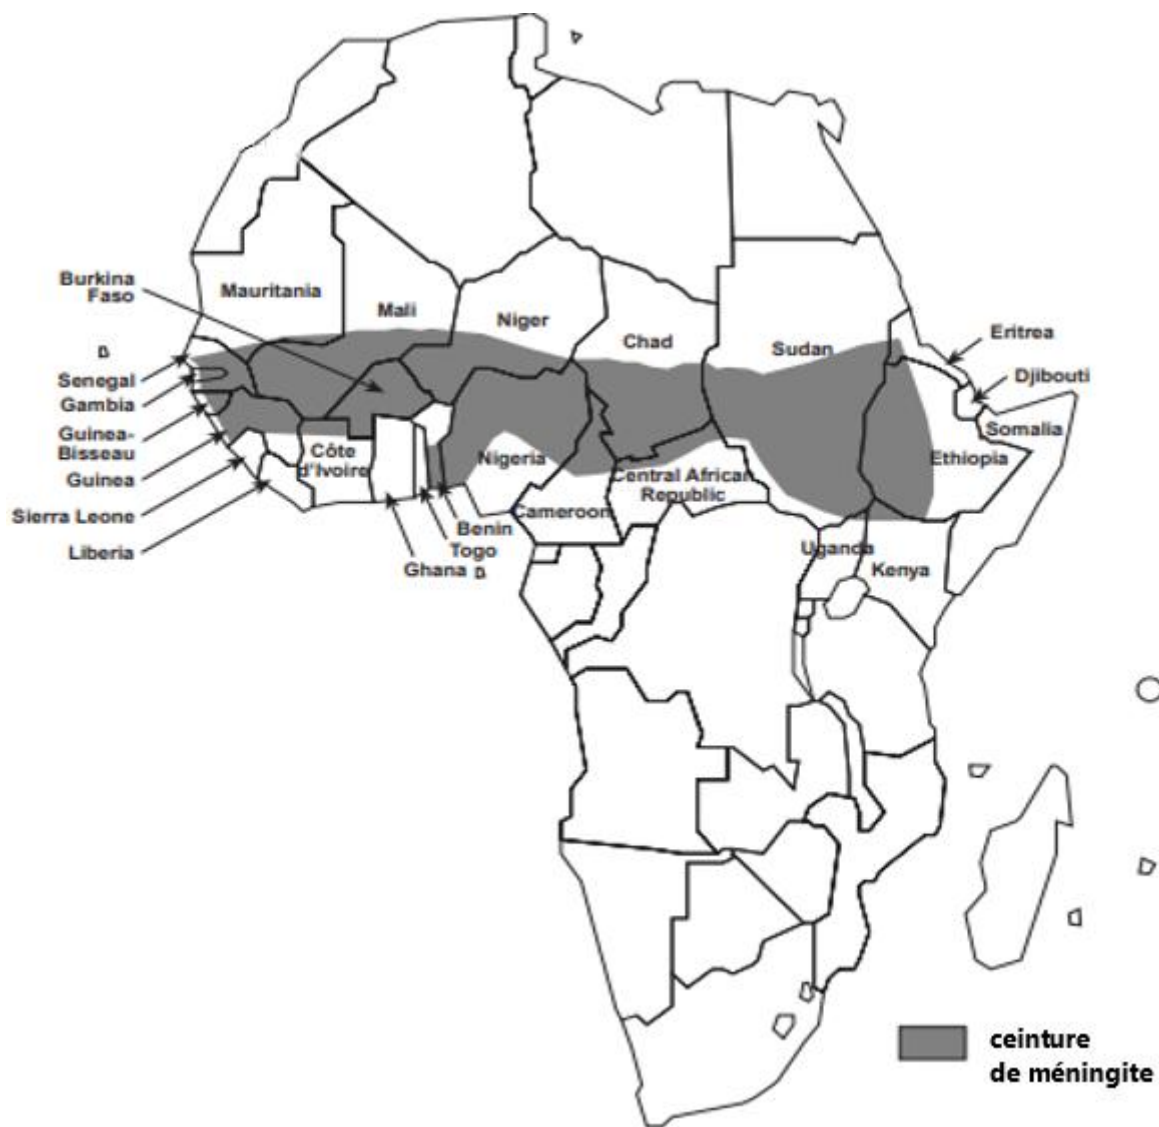 Burkina
Faso
Mauritania
Mali
Niger
Chad
Sudan
Eritrea
Djibouti
Senegal
Gambia
Guinea-
Bissau
Guinea
Sierra Leone
Liberia
Côte
d'Ivoire
Nigeria
Central African
Republic
Ethiopia
Somalia
Cameroon
Benin
Togo
Ghana
Uganda
Kenya
ceinture
de méningite